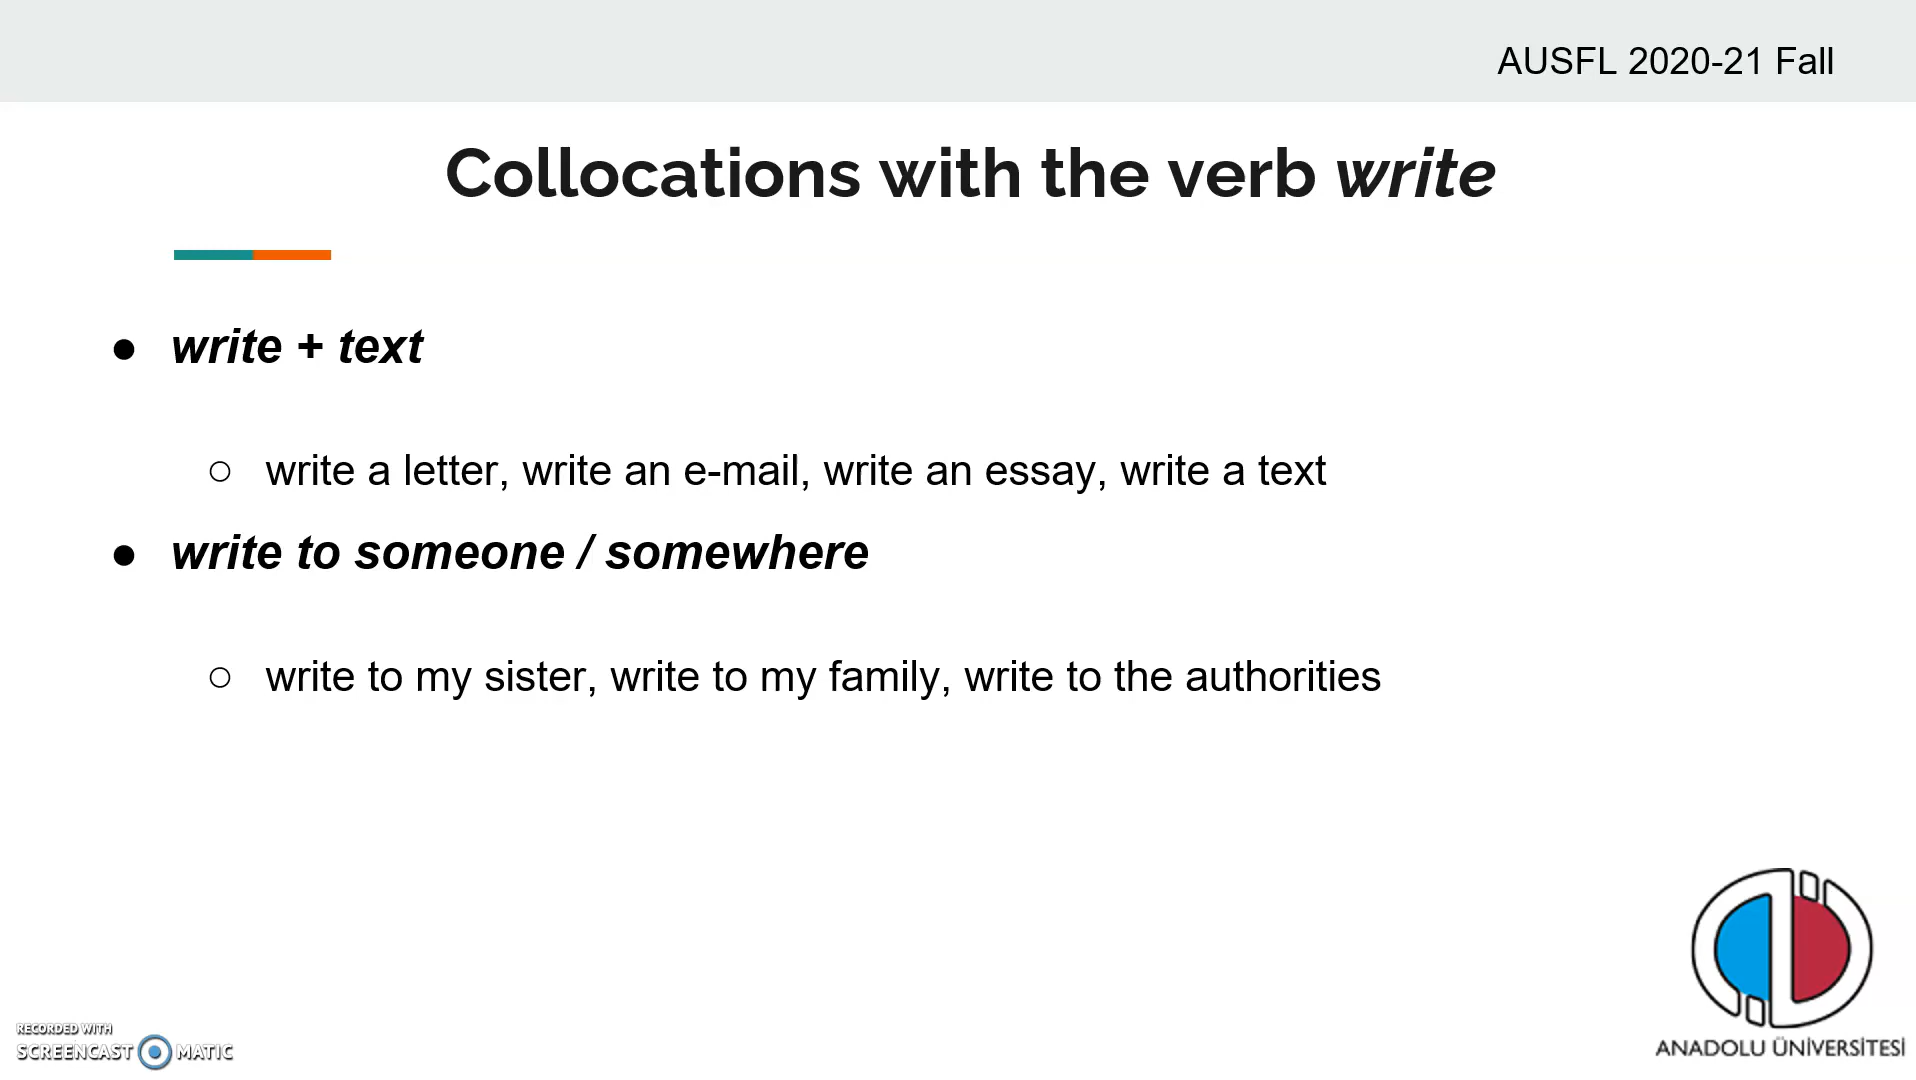 AUSFL 2020-21 Fall
Collocations with the verb write
● write + text
○ write a letter, write an e-mail, write an essay, write a text
● write to someone / somewhere
○ write to my sister, write to my family, write to the authorities
RECORDED WITH
SCREENCAST MATIC
ANADOLU ÜNİVERSİTESİ